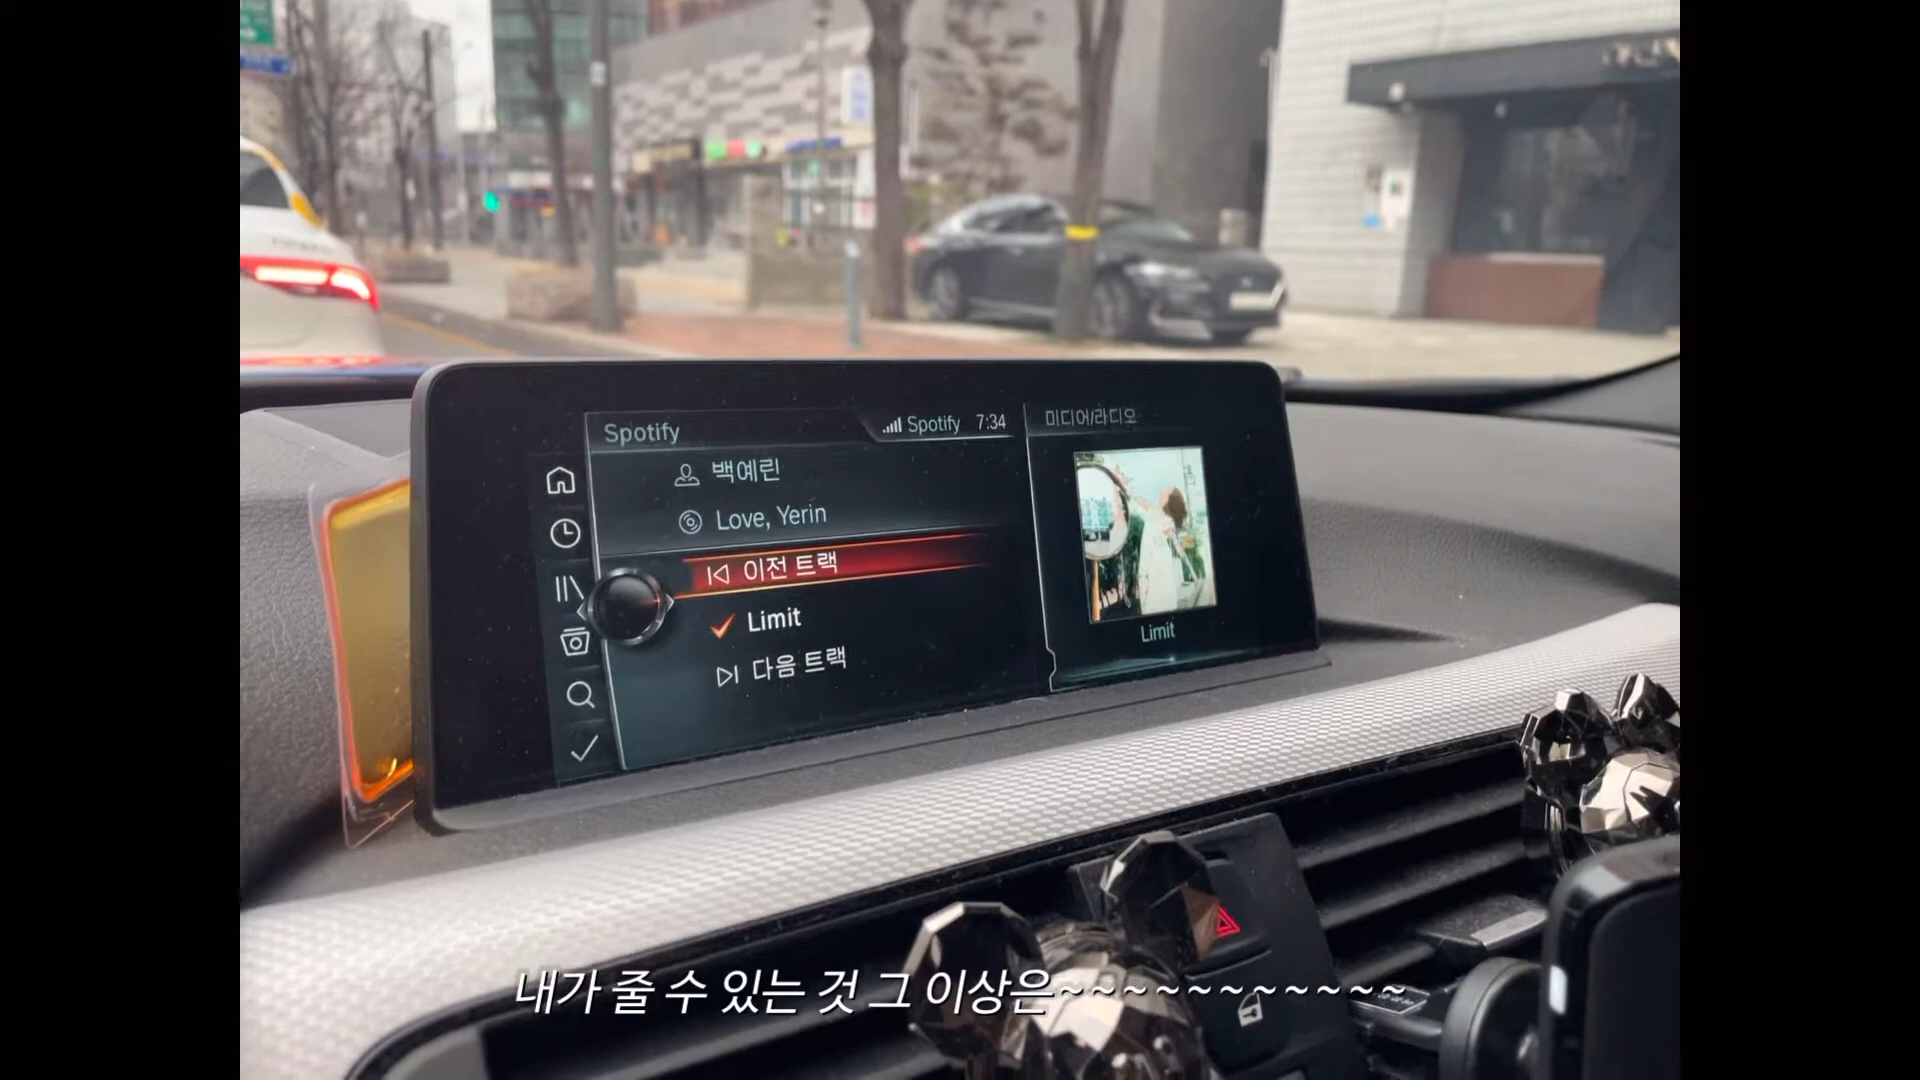 Spotify
Spotify 7:34
미디어/라디오
백예린
Love, Yerin
이전 트랙
Limit
다음 트랙
Limit
내가 줄 수 있는 것 그 이상은~~~~~~~~~~~